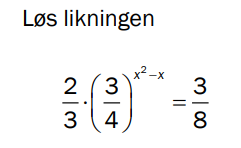 Løs likningen
2/3 · (3/4)^(x²−x) = 3/8